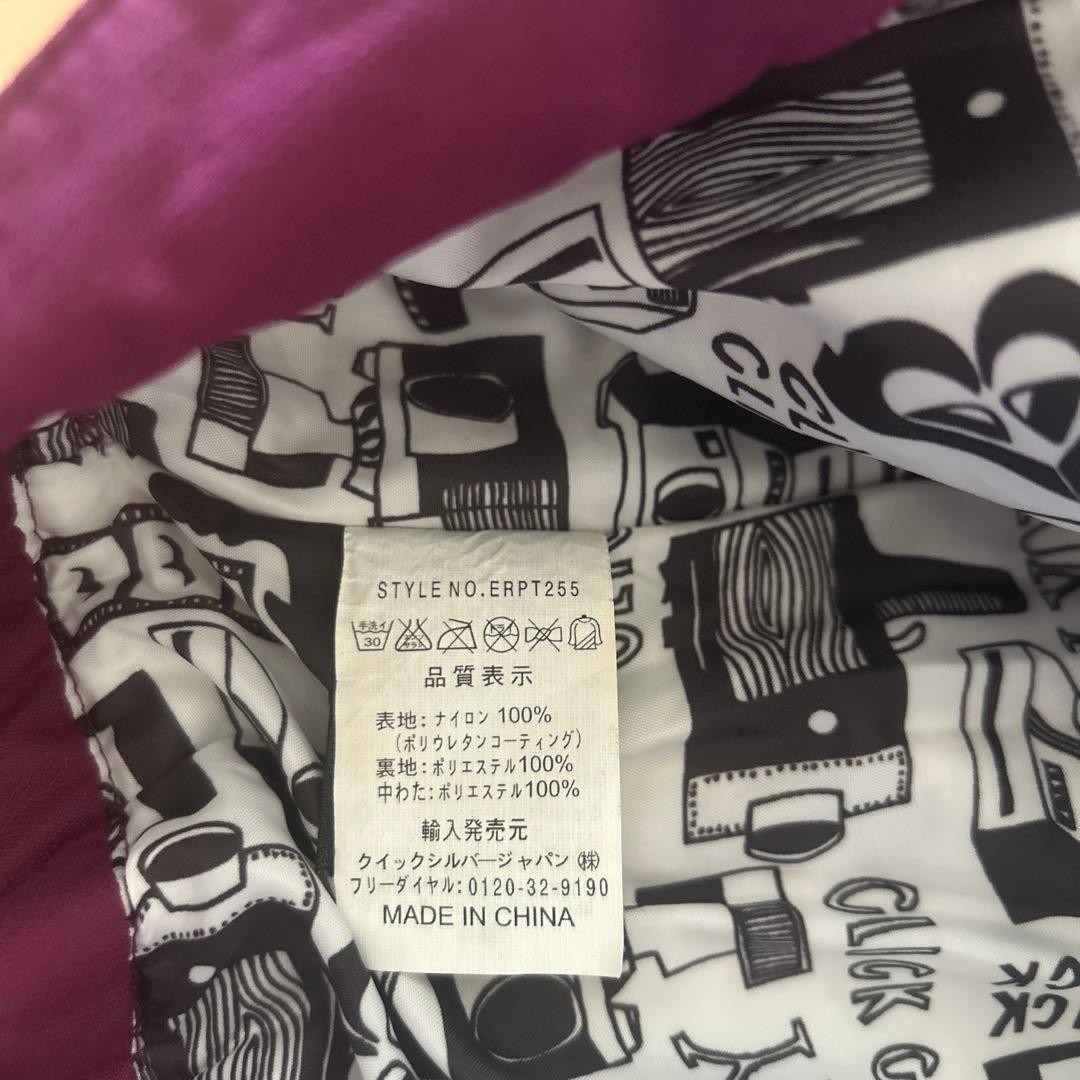 STYLE NO.ERPT255
手洗イ 30
品質表示
表地:ナイロン 100%
(ポリウレタンコーティング)
裏地:ポリエステル100%
中わた:ポリエステル100%
輸入発売元
クイックシルバージャパン㈱
フリーダイヤル:0120-32-9190
MADE IN CHINA
CLICK